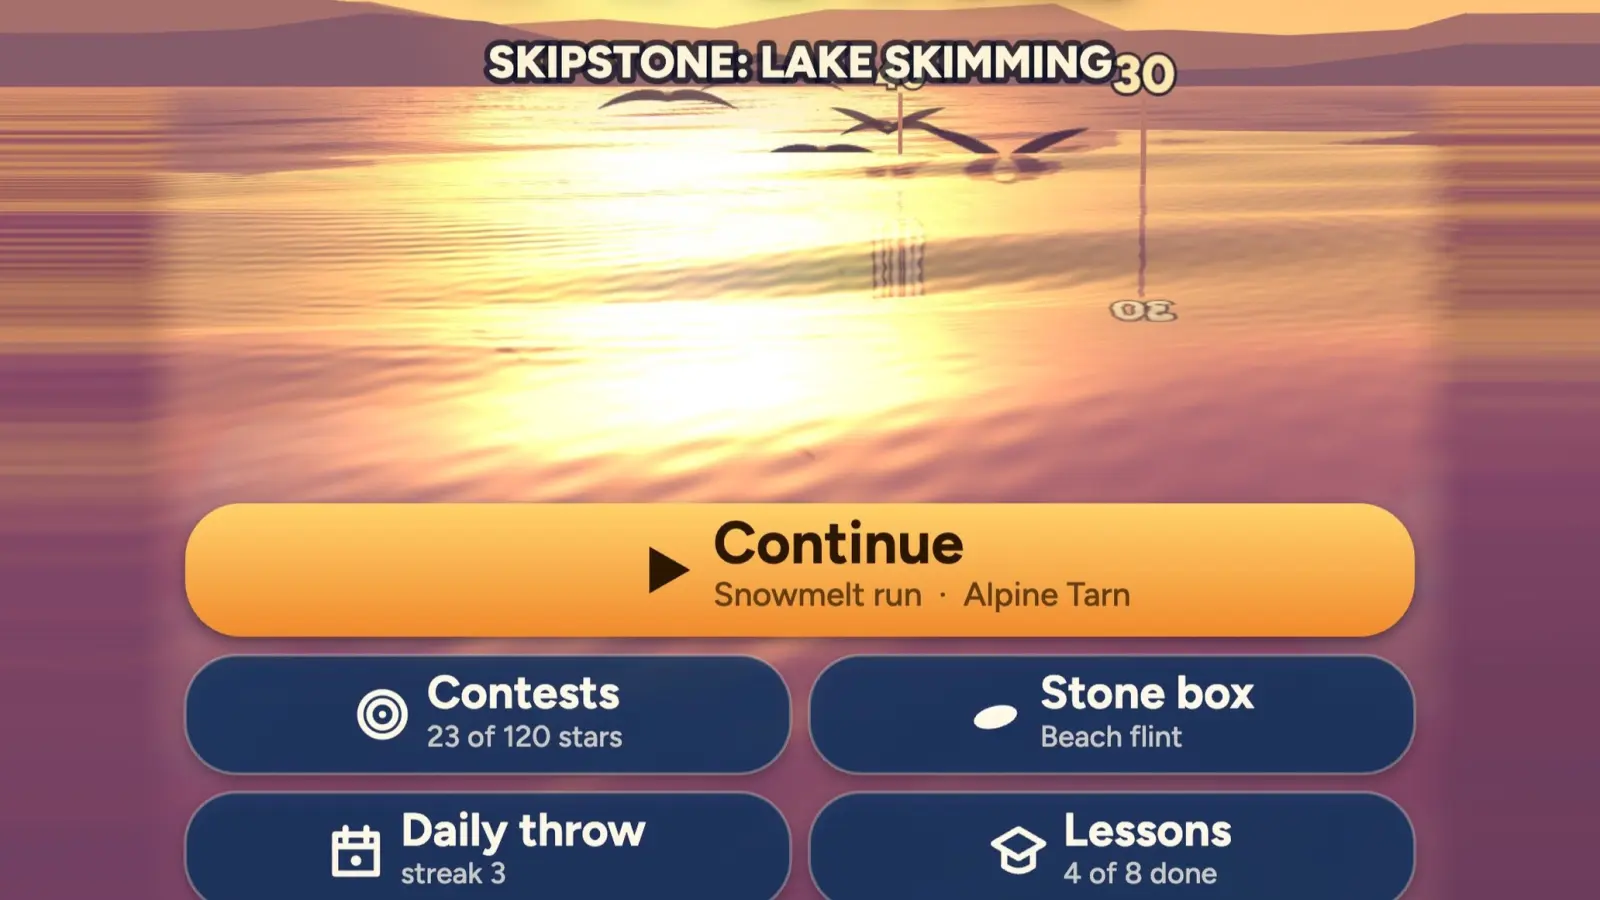 SKIPSTONE: LAKE SKIMMING
30
30
Continue
Snowmelt run · Alpine Tarn
Contests
23 of 120 stars
Stone box
Beach flint
Daily throw
streak 3
Lessons
4 of 8 done